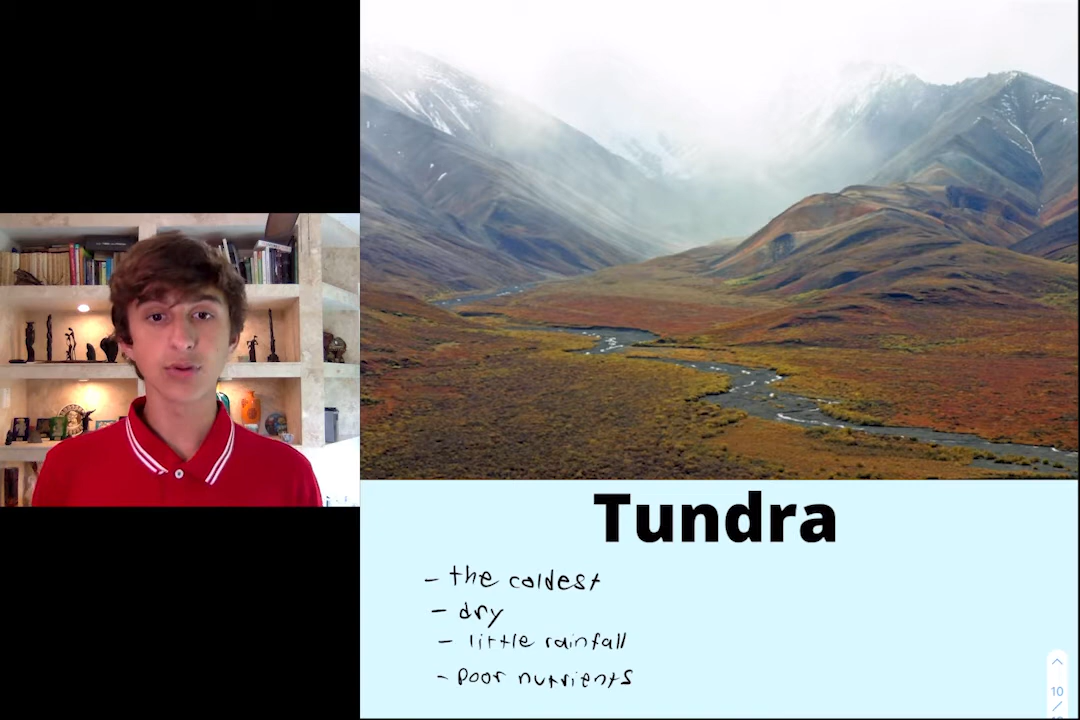 Tundra
- the coldest
- dry
- little rainfall
- poor nutrients
10
/